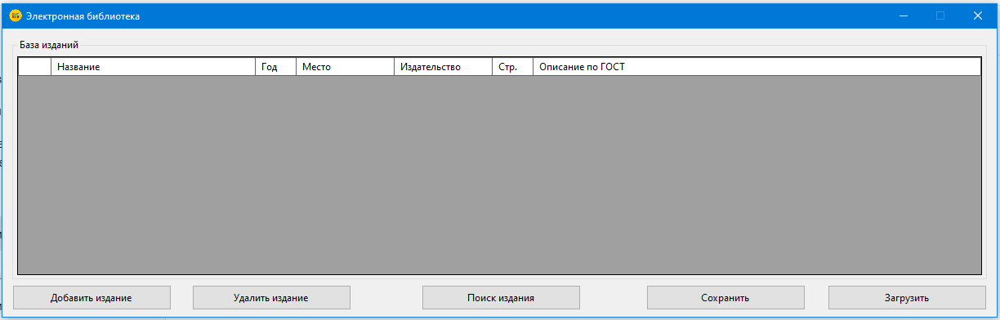 Электронная библиотека
База изданий
Название Год Место Издательство Стр. Описание по ГОСТ
Добавить издание Удалить издание Поиск издания Сохранить Загрузить